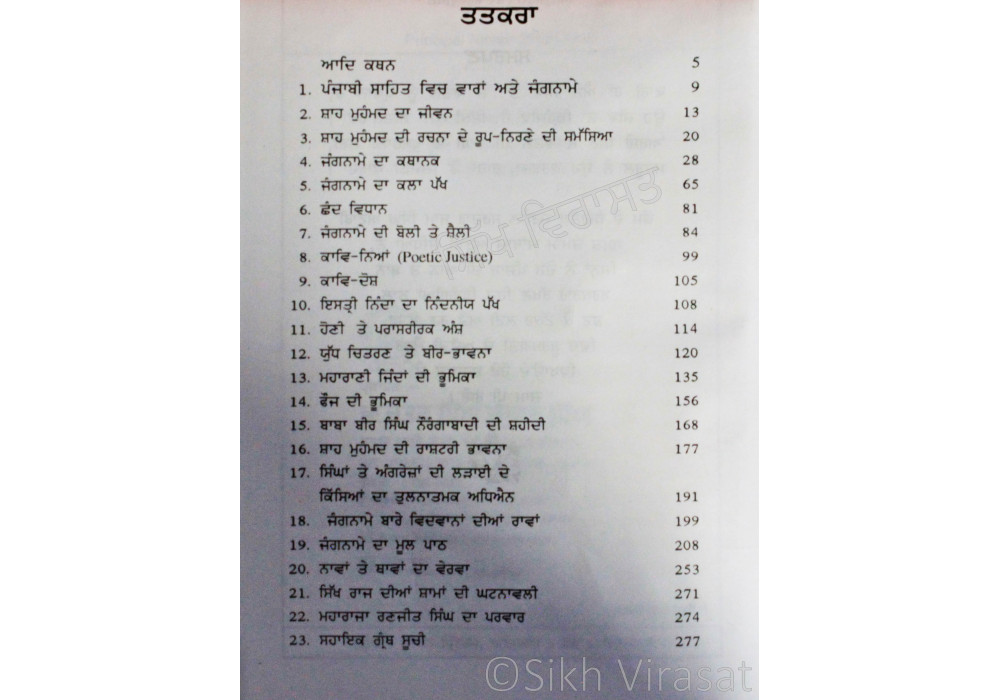 ਤਤਕਰਾ
ਆਦਿ ਕਥਨ 5
1. ਪੰਜਾਬੀ ਸਾਹਿਤ ਵਿਚ ਵਾਰਾਂ ਅਤੇ ਜੰਗਨਾਮੇ 9
2. ਸ਼ਾਹ ਮੁਹੰਮਦ ਦਾ ਜੀਵਨ 13
3. ਸ਼ਾਹ ਮੁਹੰਮਦ ਦੀ ਰਚਨਾ ਦੇ ਰੂਪ-ਨਿਰਣੇ ਦੀ ਸਮੱਸਿਆ 20
4. ਜੰਗਨਾਮੇ ਦਾ ਕਥਾਨਕ 28
5. ਜੰਗਨਾਮੇ ਦਾ ਕਲਾ ਪੱਖ 65
6. ਛੰਦ ਵਿਧਾਨ 81
7. ਜੰਗਨਾਮੇ ਦੀ ਬੋਲੀ ਤੇ ਸ਼ੈਲੀ 84
8. ਕਾਵਿ-ਨਿਆਂ (Poetic Justice) 99
9. ਕਾਵਿ-ਦੋਸ਼ 105
10. ਇਸਤ੍ਰੀ ਨਿੰਦਾ ਦਾ ਨਿੰਦਨੀਯ ਪੱਖ 108
11. ਹੋਣੀ ਤੇ ਪਰਾਸਰੀਰਕ ਅੰਸ਼ 114
12. ਯੁੱਧ ਚਿਤਰਣ ਤੇ ਬੀਰ-ਭਾਵਨਾ 120
13. ਮਹਾਰਾਣੀ ਜਿੰਦਾਂ ਦੀ ਭੂਮਿਕਾ 135
14. ਫੌਜ ਦੀ ਭੂਮਿਕਾ 156
15. ਬਾਬਾ ਬੀਰ ਸਿੰਘ ਨੌਰੰਗਾਬਾਦੀ ਦੀ ਸ਼ਹੀਦੀ 168
16. ਸ਼ਾਹ ਮੁਹੰਮਦ ਦੀ ਰਾਸ਼ਟਰੀ ਭਾਵਨਾ 177
17. ਸਿੰਘਾਂ ਤੇ ਅੰਗਰੇਜ਼ਾਂ ਦੀ ਲੜਾਈ ਦੇ
ਕਿੱਸਿਆਂ ਦਾ ਤੁਲਨਾਤਮਕ ਅਧਿਐਨ 191
18. ਜੰਗਨਾਮੇ ਬਾਰੇ ਵਿਦਵਾਨਾਂ ਦੀਆਂ ਰਾਵਾਂ 199
19. ਜੰਗਨਾਮੇ ਦਾ ਮੂਲ ਪਾਠ 208
20. ਨਾਵਾਂ ਤੇ ਥਾਵਾਂ ਦਾ ਵੇਰਵਾ 253
21. ਸਿੱਖ ਰਾਜ ਦੀਆਂ ਸ਼ਾਮਾਂ ਦੀ ਘਟਨਾਵਲੀ 271
22. ਮਹਾਰਾਜਾ ਰਣਜੀਤ ਸਿੰਘ ਦਾ ਪਰਵਾਰ 274
23. ਸਹਾਇਕ ਗ੍ਰੰਥ ਸੂਚੀ 277
ਸਿੱਖ ਵਿਰਾਸਤ
©Sikh Virasat